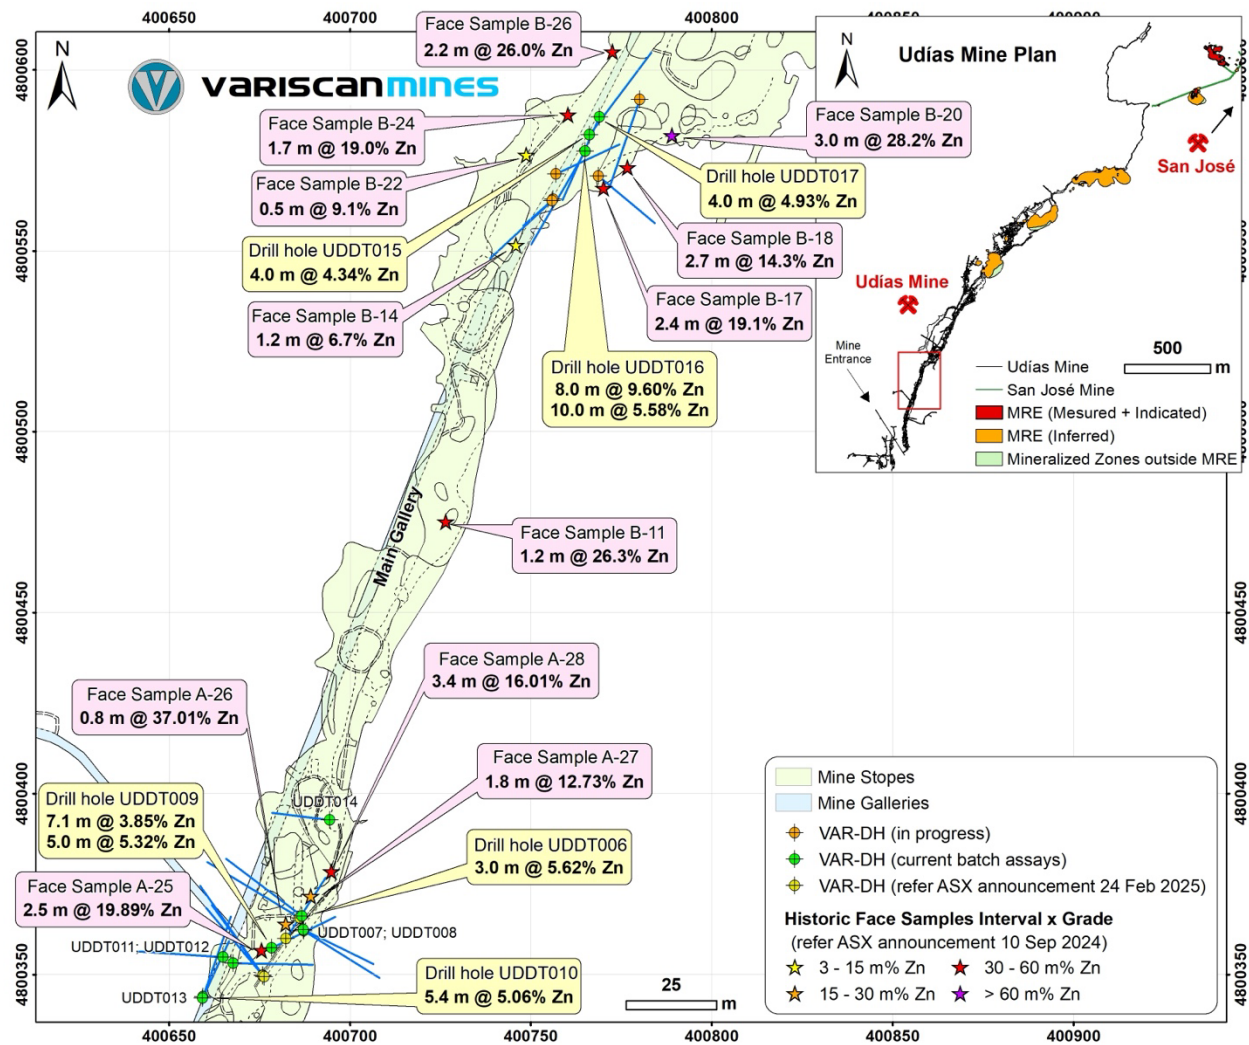 400650
400700
400800
400850
400900
4800600
4800550
4800500
4800450
4800400
4800350
N
VARISCAN MINES
Face Sample B-26
2.2 m @ 26.0% Zn
Face Sample B-24
1.7 m @ 19.0% Zn
Face Sample B-22
0.5 m @ 9.1% Zn
Drill hole UDDT015
4.0 m @ 4.34% Zn
Face Sample B-14
1.2 m @ 6.7% Zn
Face Sample B-20
3.0 m @ 28.2% Zn
Drill hole UDDT017
4.0 m @ 4.93% Zn
Face Sample B-18
2.7 m @ 14.3% Zn
Face Sample B-17
2.4 m @ 19.1% Zn
Drill hole UDDT016
8.0 m @ 9.60% Zn
10.0 m @ 5.58% Zn
Main Gallery
Face Sample B-11
1.2 m @ 26.3% Zn
Face Sample A-28
3.4 m @ 16.01% Zn
Face Sample A-26
0.8 m @ 37.01% Zn
Face Sample A-27
1.8 m @ 12.73% Zn
UDDT014
Drill hole UDDT009
7.1 m @ 3.85% Zn
5.0 m @ 5.32% Zn
Drill hole UDDT006
3.0 m @ 5.62% Zn
Face Sample A-25
2.5 m @ 19.89% Zn
UDDT007; UDDT008
UDDT011; UDDT012
UDDT013
Drill hole UDDT010
5.4 m @ 5.06% Zn
25
m
N
Udías Mine Plan
San José
Udías Mine
Mine
Entrance
500
m
Udías Mine
San José Mine
MRE (Mesured + Indicated)
MRE (Inferred)
Mineralized Zones outside MRE
Mine Stopes
Mine Galleries
VAR-DH (in progress)
VAR-DH (current batch assays)
VAR-DH (refer ASX announcement 24 Feb 2025)
Historic Face Samples Interval x Grade
(refer ASX announcement 10 Sep 2024)
3 - 15 m% Zn
30 - 60 m% Zn
15 - 30 m% Zn
> 60 m% Zn
4800400
4800350
400650
400700
400750
400800
400850
400900